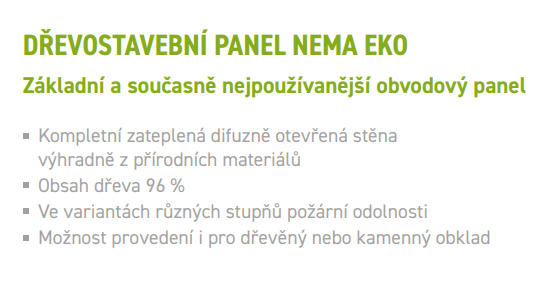 DŘEVOSTAVEBNÍ PANEL NEMA EKO
Základní a současně nejpoužívanější obvodový panel
Kompletní zateplená difuzně otevřená stěna
výhradně z přírodních materiálů
Obsah dřeva 96 %
Ve variantách různých stupňů požární odolnosti
Možnost provedení i pro dřevěný nebo kamenný obklad